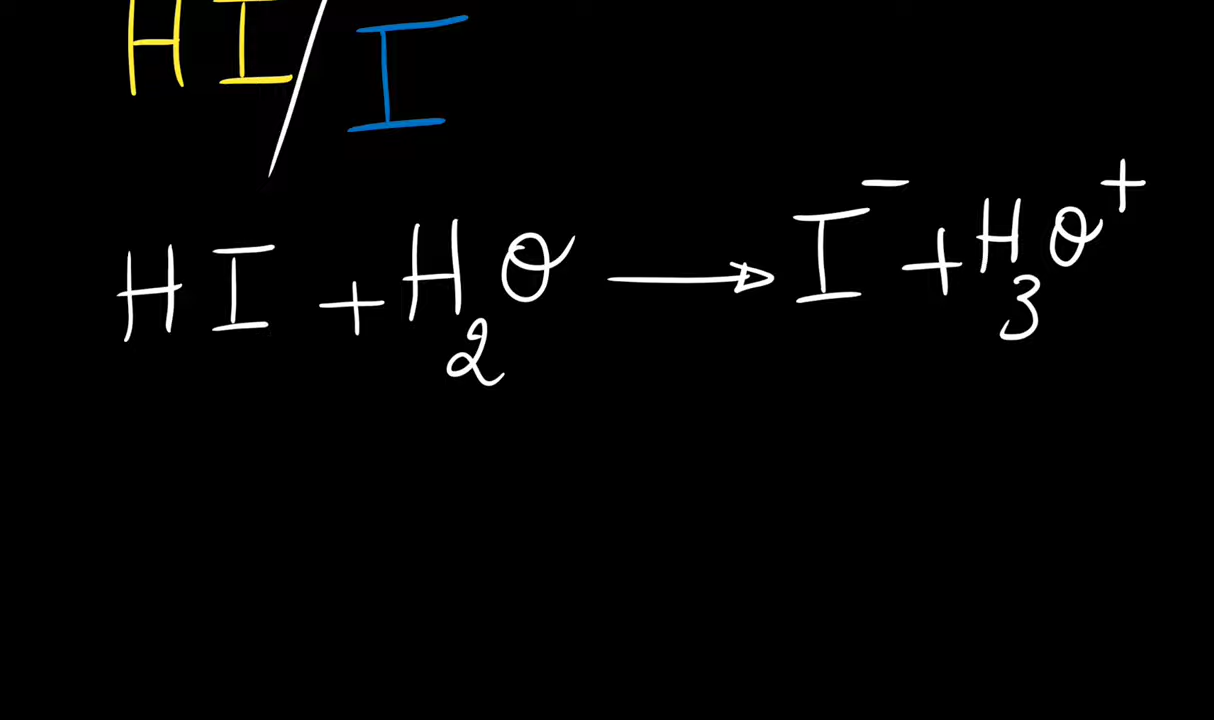 HI/I
HI + H₂O → I⁻ + H₃O⁺